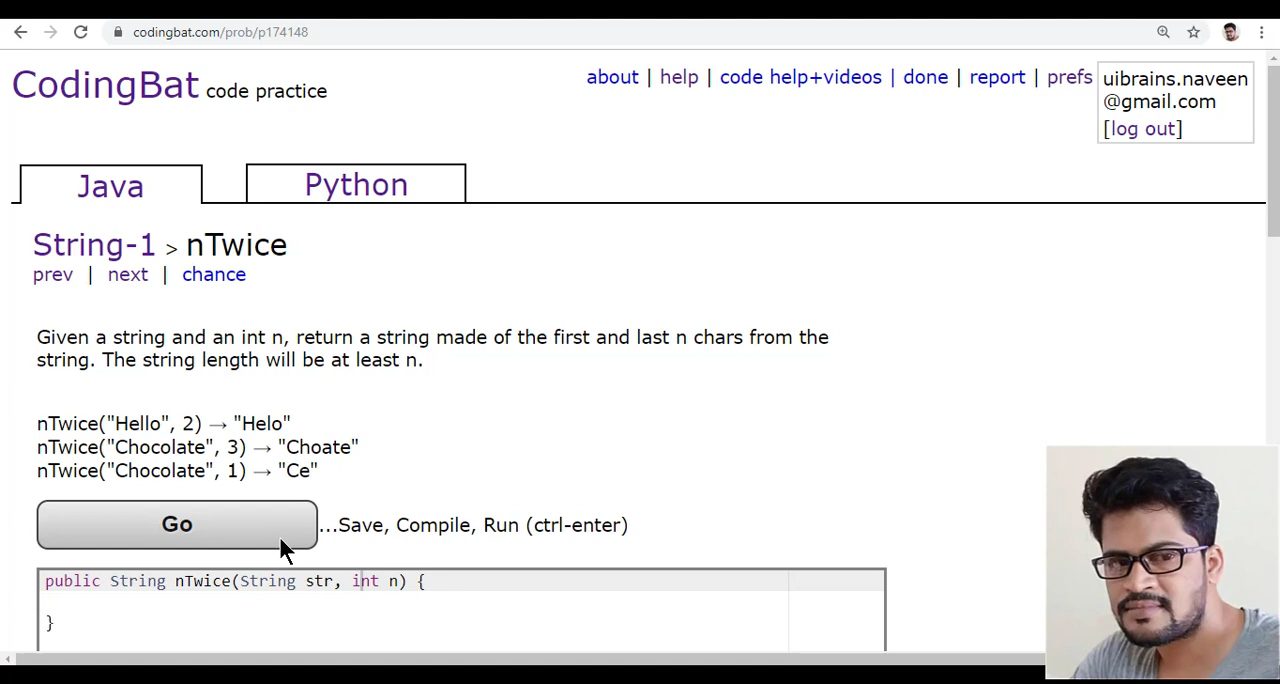 codingbat.com/prob/p174148
CodingBat code practice
about | help | code help+videos | done | report | prefs
uibrains.naveen
@gmail.com
[log out]
Java
Python
String-1 > nTwice
prev | next | chance
Given a string and an int n, return a string made of the first and last n chars from the
string. The string length will be at least n.
nTwice("Hello", 2) → "Helo"
nTwice("Chocolate", 3) → "Choate"
nTwice("Chocolate", 1) → "Ce"
Go ...Save, Compile, Run (ctrl-enter)
public String nTwice(String str, int n) {
}